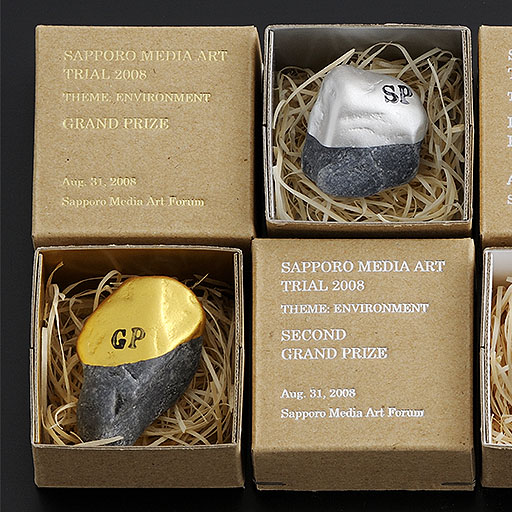 SAPPORO MEDIA ART
TRIAL 2008
THEME: ENVIRONMENT
GRAND PRIZE
Aug. 31, 2008
Sapporo Media Art Forum
SP
GP
SAPPORO MEDIA ART
TRIAL 2008
THEME: ENVIRONMENT
SECOND
GRAND PRIZE
Aug. 31, 2008
Sapporo Media Art Forum